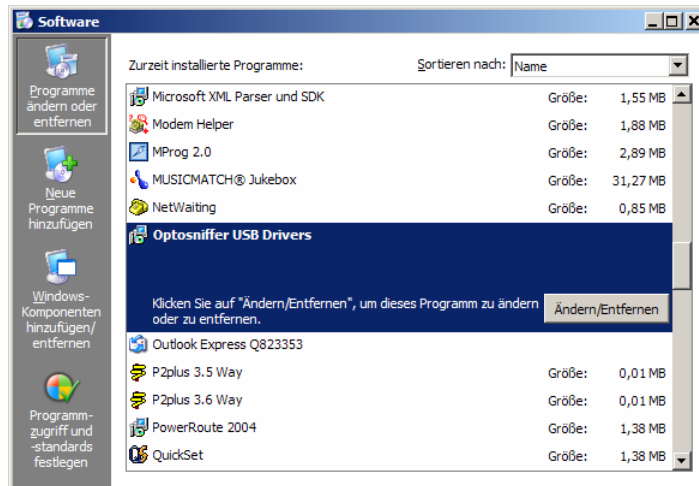 Software
Programme
ändern oder
entfernen
Neue
Programme
hinzufügen
Windows-
Komponenten
hinzufügen/
entfernen
Programm-
zugriff und
-standards
festlegen
Zurzeit installierte Programme: Sortieren nach: Name
Microsoft XML Parser und SDK Größe: 1,55 MB
Modem Helper Größe: 1,88 MB
MProg 2.0 Größe: 2,89 MB
MUSICMATCH® Jukebox Größe: 31,27 MB
NetWaiting Größe: 0,85 MB
Optosniffer USB Drivers
Klicken Sie auf "Ändern/Entfernen", um dieses Programm zu ändern
oder zu entfernen.
Ändern/Entfernen
Outlook Express Q823353
P2plus 3.5 Way Größe: 0,01 MB
P2plus 3.6 Way Größe: 0,01 MB
PowerRoute 2004 Größe: 1,38 MB
QuickSet Größe: 1,38 MB